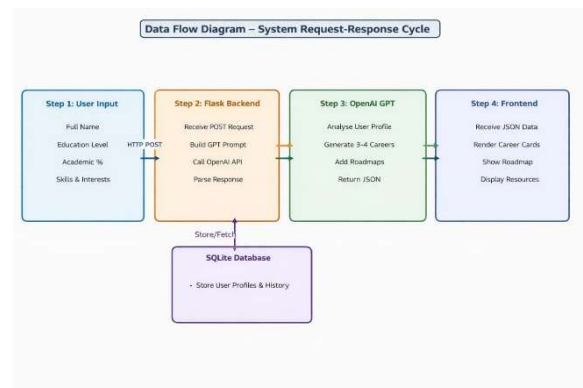 Data Flow Diagram – System Request-Response Cycle
Step 1: User Input
Full Name
Education Level
Academic %
Skills & Interests
HTTP POST
Step 2: Flask Backend
Receive POST Request
Build GPT Prompt
Call OpenAI API
Parse Response
Step 3: OpenAI GPT
Analyse User Profile
Generate 3-4 Careers
Add Roadmaps
Return JSON
Step 4: Frontend
Receive JSON Data
Render Career Cards
Show Roadmap
Display Resources
Store/Fetch
SQLite Database
• Store User Profiles & History